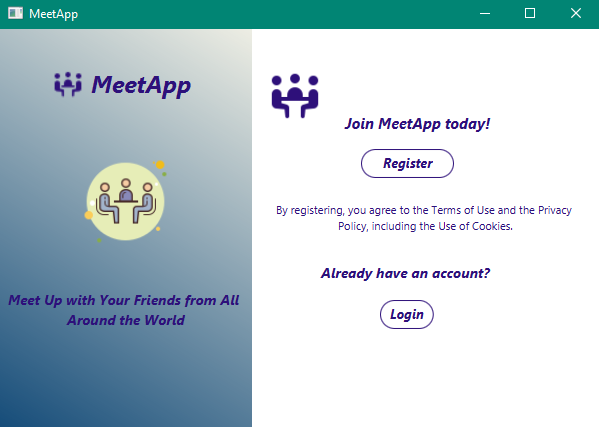 MeetApp
MeetApp
Meet Up with Your Friends from All
Around the World
Join MeetApp today!
Register
By registering, you agree to the Terms of Use and the Privacy
Policy, including the Use of Cookies.
Already have an account?
Login